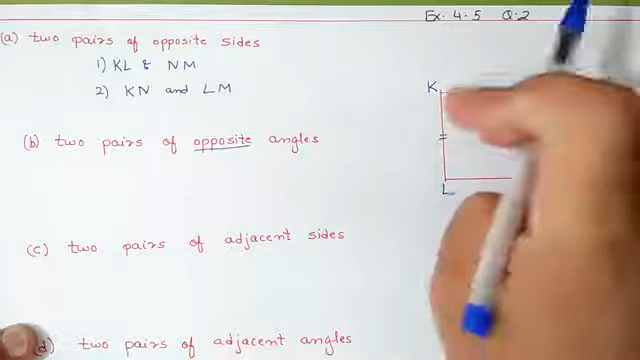 Ex. 4.5 Q.2
(a) two pairs of opposite sides
1) KL & NM
2) KN and LM
K
(b) two pairs of opposite angles
L
(c) two pairs of adjacent sides
(d) two pairs of adjacent angles